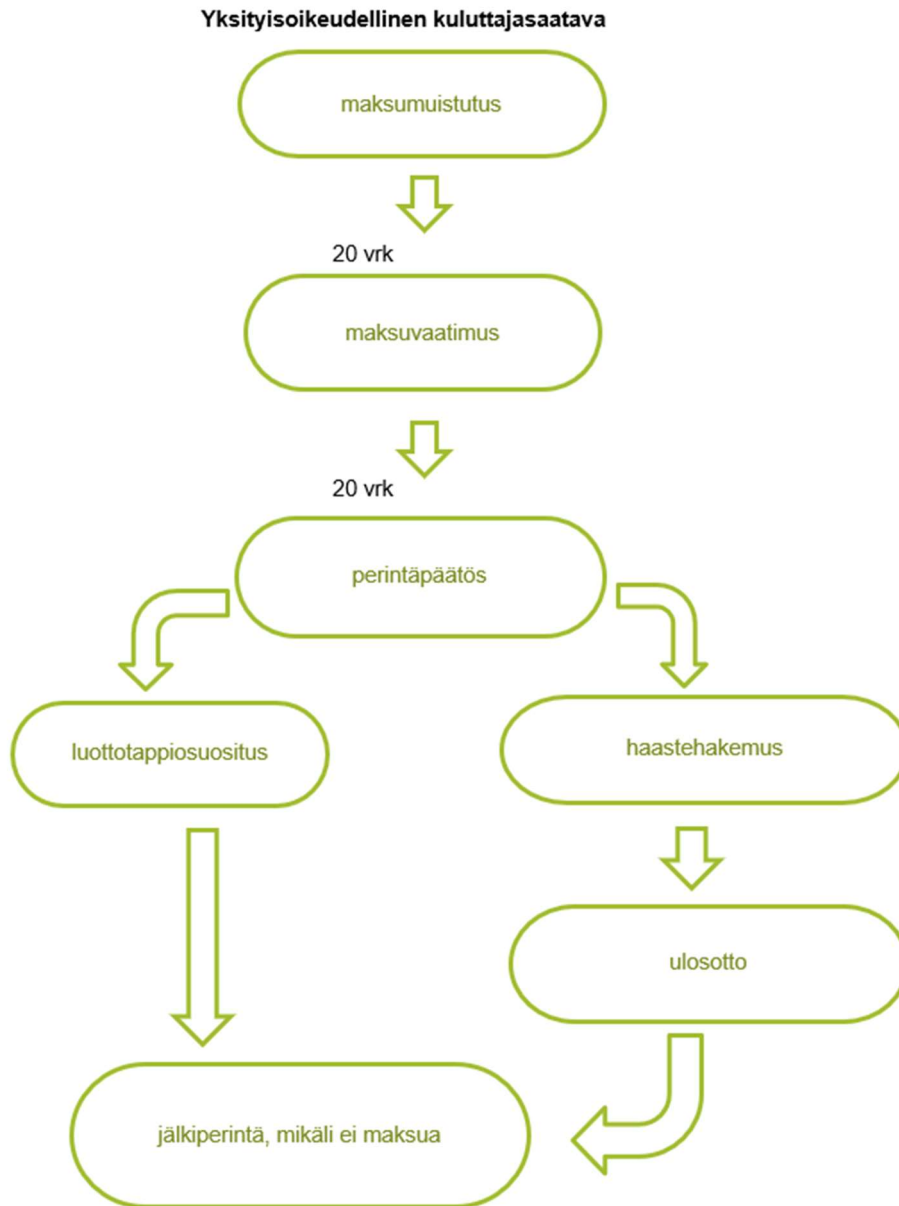 Yksityisoikeudellinen kuluttajasaatava
maksumuistutus
20 vrk
maksuvaatimus
20 vrk
perintäpäätös
luottotappiosuositus
haastehakemus
ulosotto
jälkiperintä, mikäli ei maksua